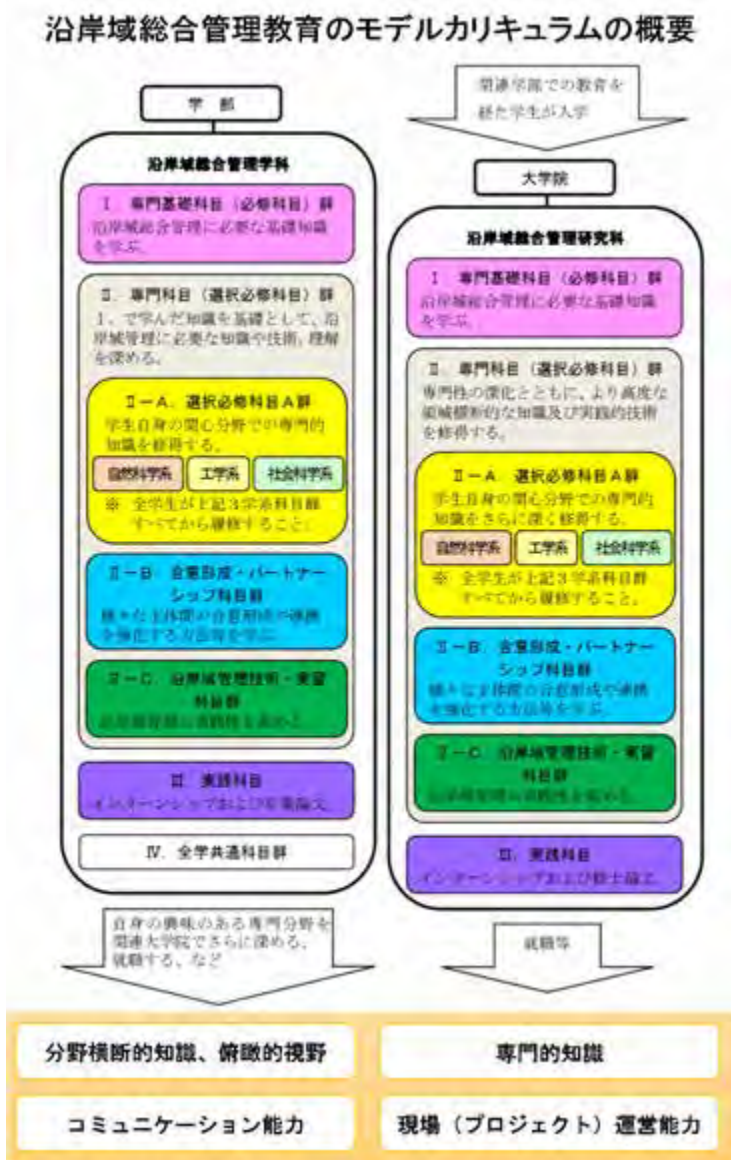 沿岸域総合管理教育のモデルカリキュラムの概要
学 部
沿岸域総合管理学科
Ⅰ．専門基礎科目（必修科目）群
沿岸域総合管理に必要な基礎知識
を学ぶ。
Ⅱ．専門科目（選択必修科目）群
１．で学んだ知識を基礎として、沿
岸域管理に必要な知識や技術、理解
を深める。
Ⅱ－Ａ．選択必修科目Ａ群
学生自身の関心分野での専門的
知識を修得する。
自然科学系
工学系
社会科学系
※ 全学生が上記３学系科目群
すべてから履修すること。
Ⅱ－Ｂ．合意形成・パートナー
シップ科目群
様々な主体間の合意形成や連携
を強化する方法等を学ぶ。
Ⅱ－Ｃ．沿岸域管理技術・実習
科目群
Ⅲ．実践科目
インターンシップおよび卒業論文。
Ⅳ．全学共通科目群
自身の興味のある専門分野を
関連大学院でさらに深める、
就職する、など
関連学部での教育を
経た学生が入学
大学院
沿岸域総合管理研究科
Ⅰ．専門基礎科目（必修科目）群
沿岸域総合管理に必要な基礎知識
を学ぶ。
Ⅱ．専門科目（選択必修科目）群
専門性の深化とともに、より高度な
領域横断的な知識及び実践的技術
を修得する。
Ⅱ－Ａ．選択必修科目Ａ群
学生自身の関心分野での専門的
知識をさらに深く修得する。
自然科学系
工学系
社会科学系
※ 全学生が上記３学系科目群
すべてから履修すること。
Ⅱ－Ｂ．合意形成・パートナー
シップ科目群
様々な主体間の合意形成や連携
を強化する方法等を学ぶ。
Ⅱ－Ｃ．沿岸域管理技術・実習
科目群
Ⅲ．実践科目
インターンシップおよび修士論文。
就職等
分野横断的知識、俯瞰的視野
専門的知識
コミュニケーション能力
現場（プロジェクト）運営能力